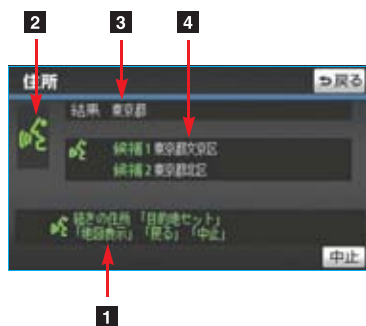 2 3 4
住所 戻る
結果 東京都
候補1 東京都文京区
候補2 東京都北区
続きの住所 「目的地セット」
「地図表示」 「戻る」 「中止」
中止
1